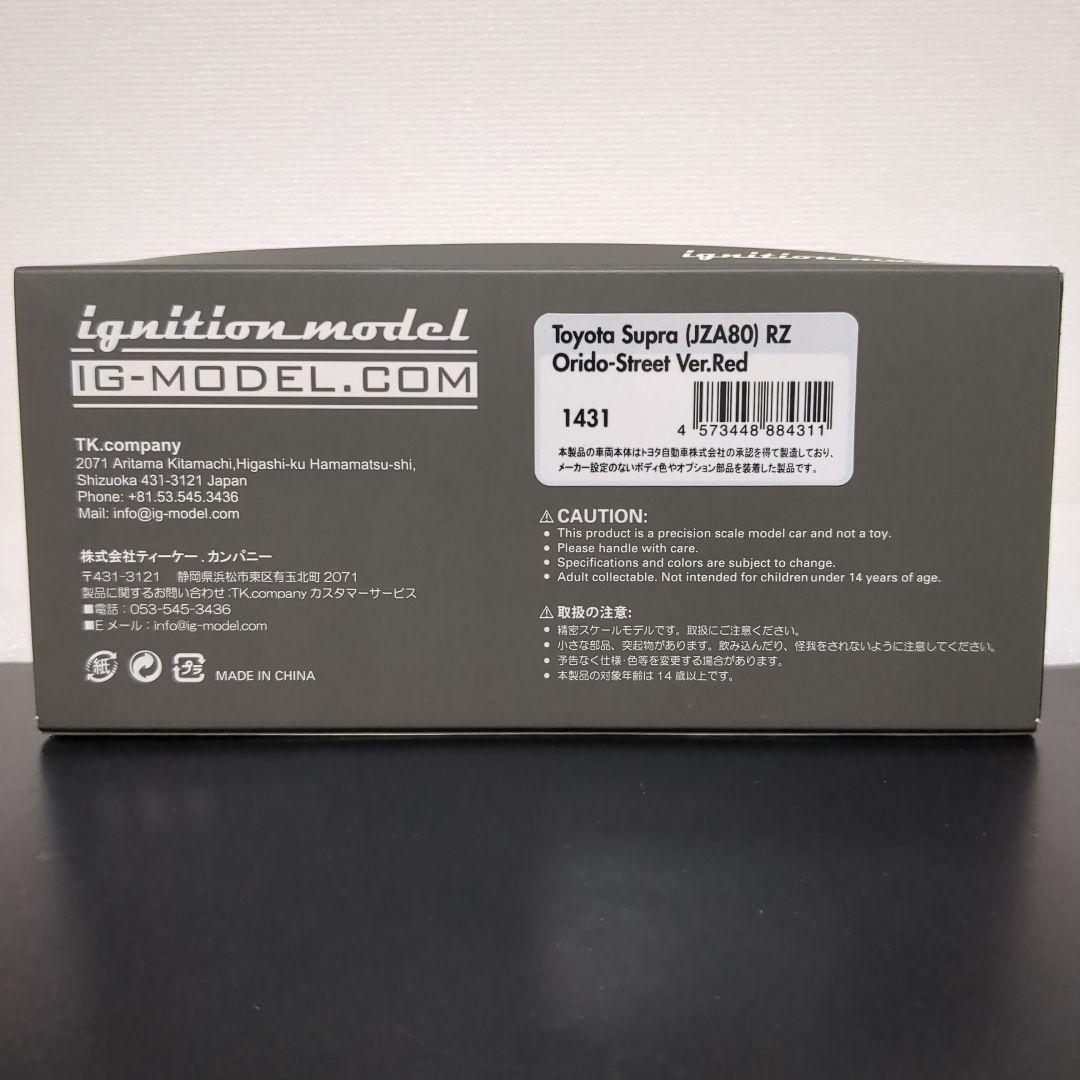 ignition model
ignition model
IG-MODEL.COM
TK.company
2071 Aritama Kitamachi,Higashi-ku Hamamatsu-shi,
Shizuoka 431-3121 Japan
Phone: +81.53.545.3436
Mail: info@ig-model.com
株式会社ティーケー.カンパニー
〒431-3121 静岡県浜松市東区有玉北町 2071
製品に関するお問い合わせ:TK.company カスタマーサービス
■電話:053-545-3436
■Eメール:info@ig-model.com
紙
プラ
MADE IN CHINA
Toyota Supra (JZA80) RZ
Orido-Street Ver.Red
1431
4 573448 884311
本製品の車両本体はトヨタ自動車株式会社の承認を得て製造しており、
メーカー設定のないボディ色やオプション部品を装着した製品です。
⚠ CAUTION:
• This product is a precision scale model car and not a toy.
• Please handle with care.
• Specifications and colors are subject to change.
• Adult collectable. Not intended for children under 14 years of age.
⚠ 取扱の注意:
• 精密スケールモデルです。取扱にご注意ください。
• 小さな部品、突起物があります。飲み込んだり、怪我をされないように注意してください。
• 予告なく仕様・色等を変更する場合があります。
• 本製品の対象年齢は 14 歳以上です。